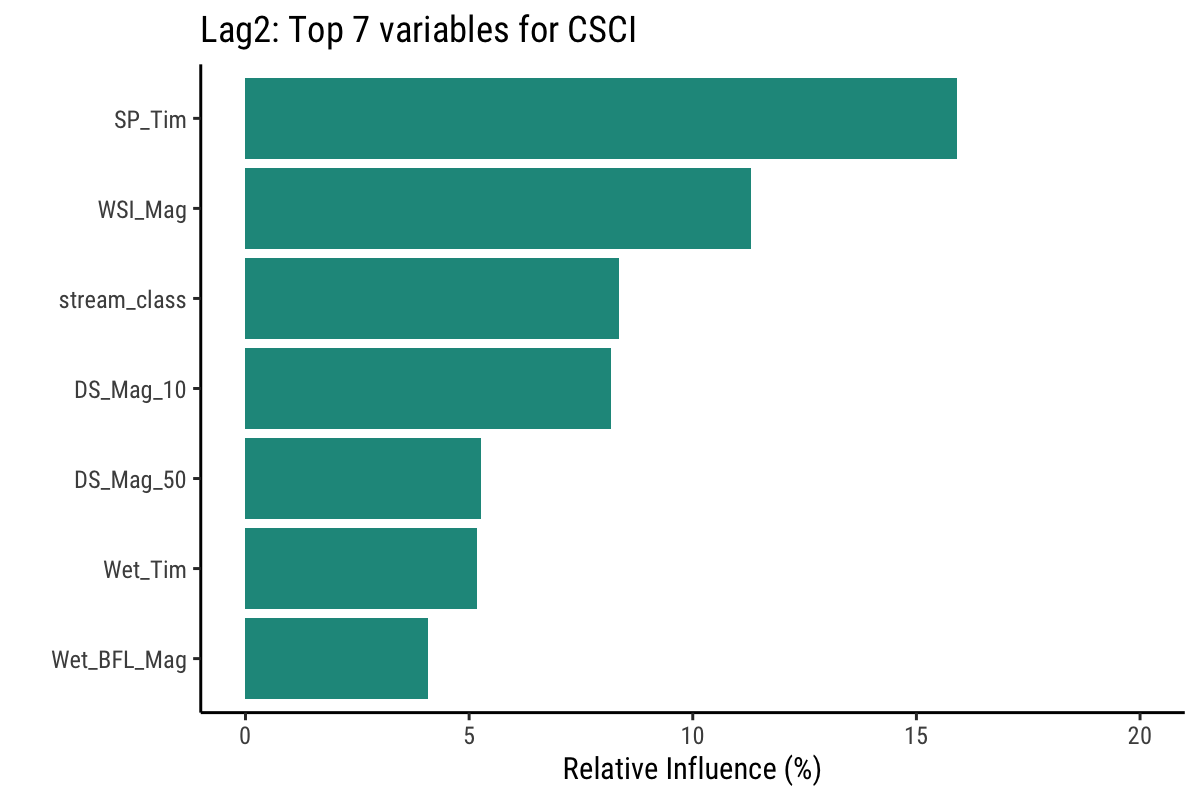 Lag2: Top 7 variables for CSCI
SP_Tim
WSI_Mag
stream_class
DS_Mag_10
DS_Mag_50
Wet_Tim
Wet_BFL_Mag
0 5 10 15 20
Relative Influence (%)